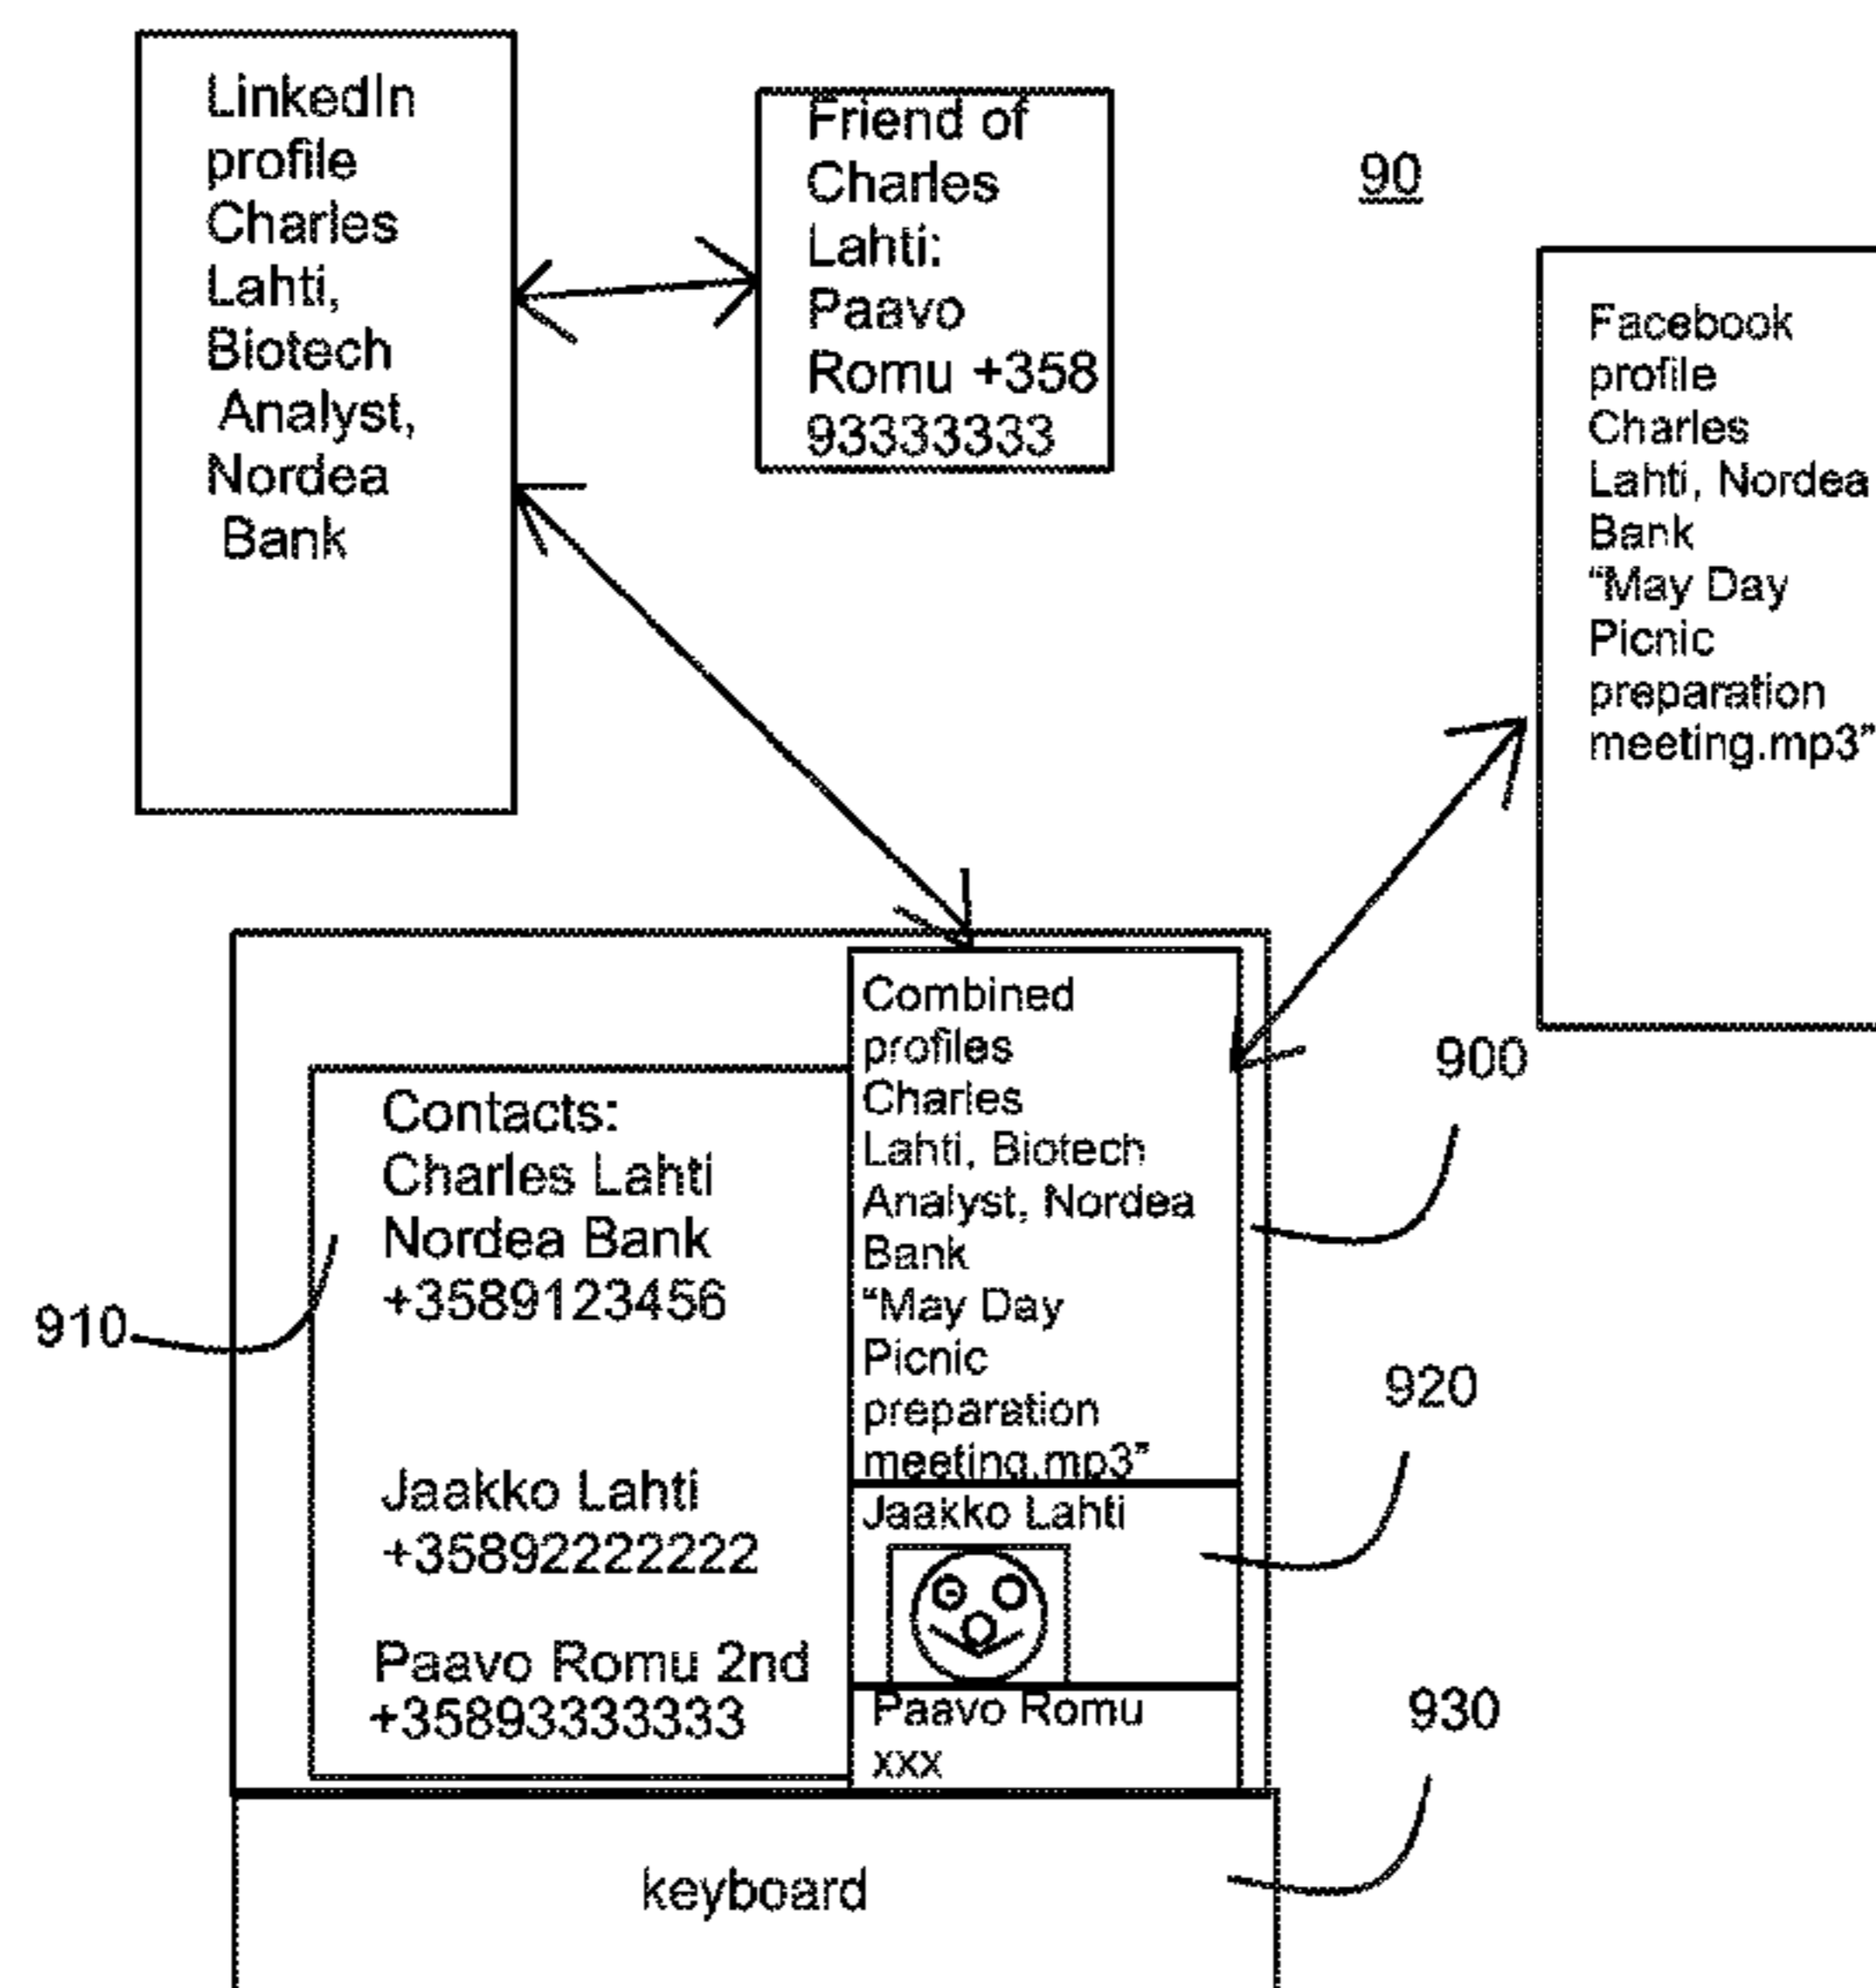 LinkedIn
profile
Charles
Lahti,
Biotech
Analyst,
Nordea
Bank
Friend of
Charles
Lahti:
Paavo
Romu +358
93333333
90
Facebook
profile
Charles
Lahti, Nordea
Bank
“May Day
Picnic
preparation
meeting.mp3”
Combined
profiles
Charles
Lahti, Biotech
Analyst, Nordea
Bank
“May Day
Picnic
preparation
meeting.mp3”
900
Contacts:
Charles Lahti
Nordea Bank
+3589123456
910
Jaakko Lahti
+35892222222
Paavo Romu 2nd
+35893333333
920
Jaakko Lahti
Paavo Romu
xxx
930
keyboard